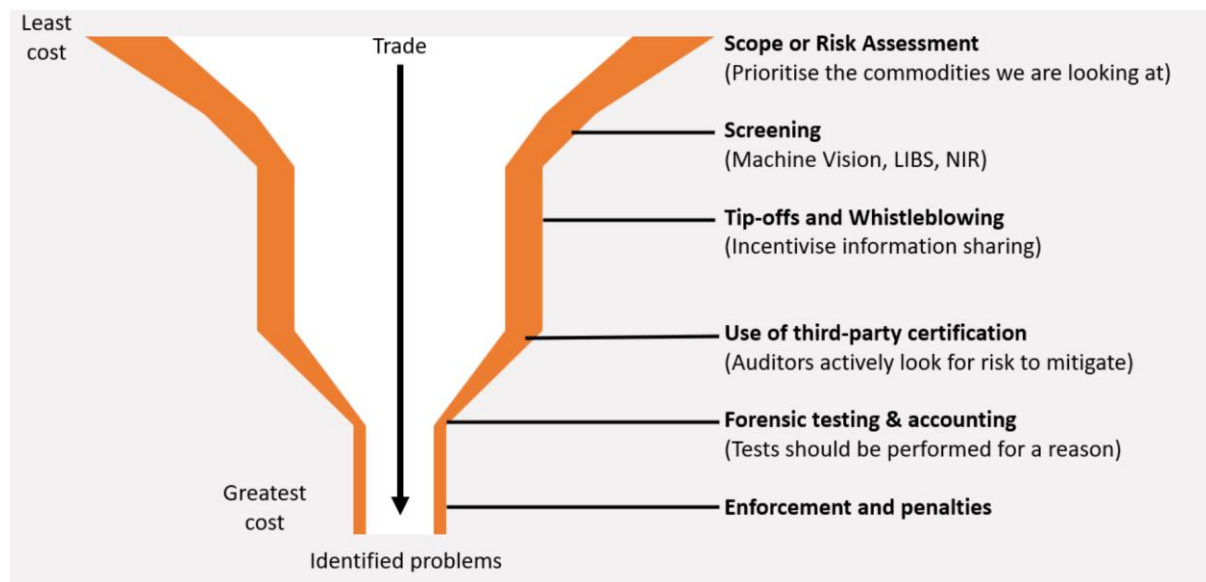 Least
cost
Trade
Scope or Risk Assessment
(Prioritise the commodities we are looking at)
Screening
(Machine Vision, LIBS, NIR)
Tip-offs and Whistleblowing
(Incentivise information sharing)
Use of third-party certification
(Auditors actively look for risk to mitigate)
Forensic testing & accounting
(Tests should be performed for a reason)
Greatest
cost
Enforcement and penalties
Identified problems